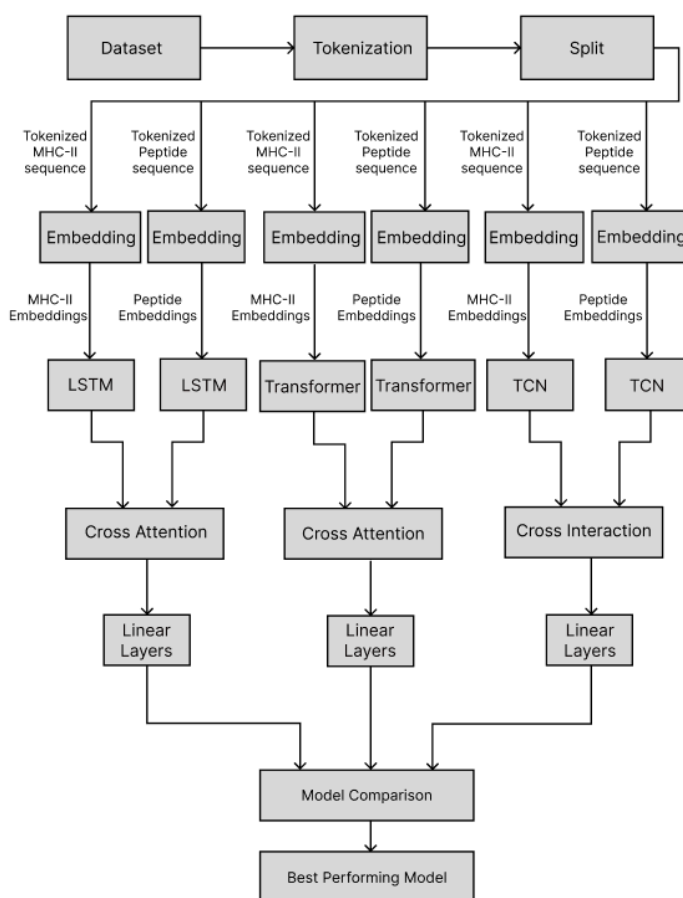 Dataset
Tokenization
Split
Tokenized
MHC-II
sequence
Tokenized
Peptide
sequence
Tokenized
MHC-II
sequence
Tokenized
Peptide
sequence
Tokenized
MHC-II
sequence
Tokenized
Peptide
sequence
Embedding
Embedding
Embedding
Embedding
Embedding
Embedding
MHC-II
Embeddings
Peptide
Embeddings
MHC-II
Embeddings
Peptide
Embeddings
MHC-II
Embeddings
Peptide
Embeddings
LSTM
LSTM
Transformer
Transformer
TCN
TCN
Cross Attention
Cross Attention
Cross Interaction
Linear
Layers
Linear
Layers
Linear
Layers
Model Comparison
Best Performing Model